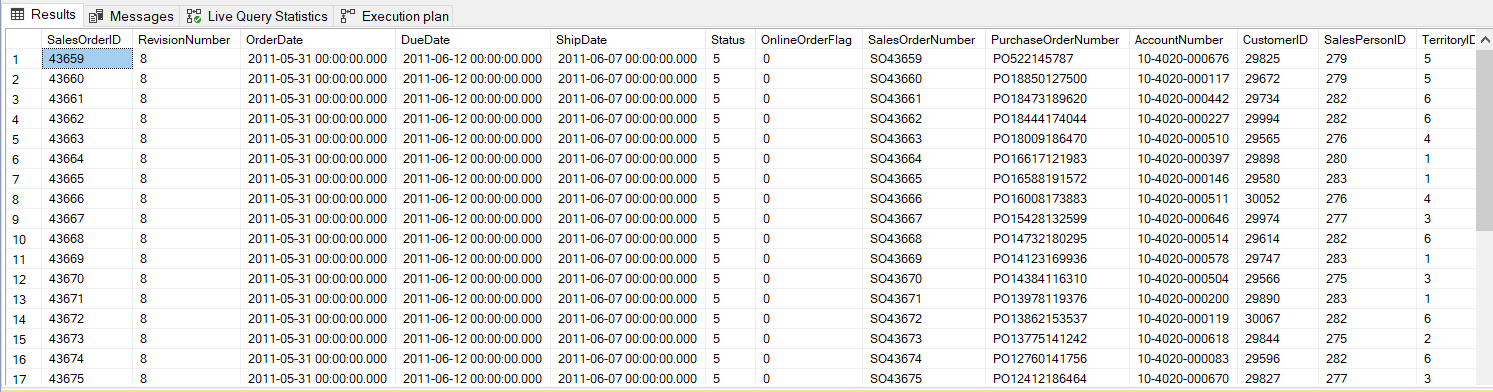 Results Messages Live Query Statistics Execution plan
SalesOrderID RevisionNumber OrderDate DueDate ShipDate Status OnlineOrderFlag SalesOrderNumber PurchaseOrderNumber AccountNumber CustomerID SalesPersonID TerritoryID
1 43659 8 2011-05-31 00:00:00.000 2011-06-12 00:00:00.000 2011-06-07 00:00:00.000 5 0 SO43659 PO522145787 10-4020-000676 29825 279 5
2 43660 8 2011-05-31 00:00:00.000 2011-06-12 00:00:00.000 2011-06-07 00:00:00.000 5 0 SO43660 PO18850127500 10-4020-000117 29672 279 5
3 43661 8 2011-05-31 00:00:00.000 2011-06-12 00:00:00.000 2011-06-07 00:00:00.000 5 0 SO43661 PO18473189620 10-4020-000442 29734 282 6
4 43662 8 2011-05-31 00:00:00.000 2011-06-12 00:00:00.000 2011-06-07 00:00:00.000 5 0 SO43662 PO18444174044 10-4020-000227 29994 282 6
5 43663 8 2011-05-31 00:00:00.000 2011-06-12 00:00:00.000 2011-06-07 00:00:00.000 5 0 SO43663 PO18009186470 10-4020-000510 29565 276 4
6 43664 8 2011-05-31 00:00:00.000 2011-06-12 00:00:00.000 2011-06-07 00:00:00.000 5 0 SO43664 PO16617121983 10-4020-000397 29898 280 1
7 43665 8 2011-05-31 00:00:00.000 2011-06-12 00:00:00.000 2011-06-07 00:00:00.000 5 0 SO43665 PO16588191572 10-4020-000146 29580 283 1
8 43666 8 2011-05-31 00:00:00.000 2011-06-12 00:00:00.000 2011-06-07 00:00:00.000 5 0 SO43666 PO16008173883 10-4020-000511 30052 276 4
9 43667 8 2011-05-31 00:00:00.000 2011-06-12 00:00:00.000 2011-06-07 00:00:00.000 5 0 SO43667 PO15428132599 10-4020-000646 29974 277 3
10 43668 8 2011-05-31 00:00:00.000 2011-06-12 00:00:00.000 2011-06-07 00:00:00.000 5 0 SO43668 PO14732180295 10-4020-000514 29614 282 6
11 43669 8 2011-05-31 00:00:00.000 2011-06-12 00:00:00.000 2011-06-07 00:00:00.000 5 0 SO43669 PO14123169936 10-4020-000578 29747 283 1
12 43670 8 2011-05-31 00:00:00.000 2011-06-12 00:00:00.000 2011-06-07 00:00:00.000 5 0 SO43670 PO14384116310 10-4020-000504 29566 275 3
13 43671 8 2011-05-31 00:00:00.000 2011-06-12 00:00:00.000 2011-06-07 00:00:00.000 5 0 SO43671 PO13978119376 10-4020-000200 29890 283 1
14 43672 8 2011-05-31 00:00:00.000 2011-06-12 00:00:00.000 2011-06-07 00:00:00.000 5 0 SO43672 PO13862153537 10-4020-000119 30067 282 6
15 43673 8 2011-05-31 00:00:00.000 2011-06-12 00:00:00.000 2011-06-07 00:00:00.000 5 0 SO43673 PO13775141242 10-4020-000618 29844 275 2
16 43674 8 2011-05-31 00:00:00.000 2011-06-12 00:00:00.000 2011-06-07 00:00:00.000 5 0 SO43674 PO12760141756 10-4020-000083 29596 282 6
17 43675 8 2011-05-31 00:00:00.000 2011-06-12 00:00:00.000 2011-06-07 00:00:00.000 5 0 SO43675 PO12412186464 10-4020-000670 29827 277 3